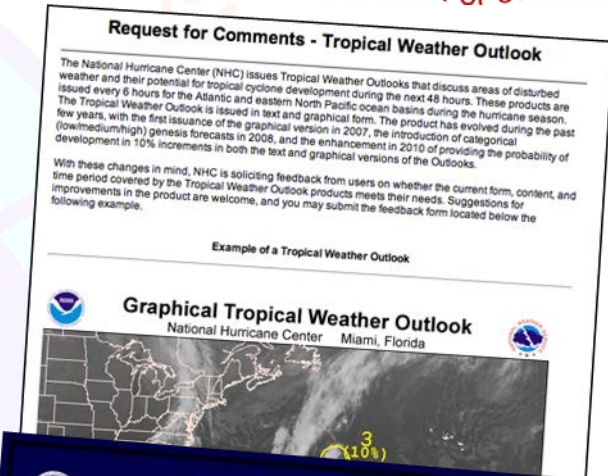 Request for Comments - Tropical Weather Outlook
The National Hurricane Center (NHC) issues Tropical Weather Outlooks that discuss areas of disturbed
weather and their potential for tropical cyclone development during the next 48 hours. These products are
issued every 6 hours for the Atlantic and eastern North Pacific ocean basins during the hurricane season.
The Tropical Weather Outlook is issued in text and graphical form. The product has evolved during the past
few years, with the first issuance of the graphical version in 2007, the introduction of categorical
(low/medium/high) genesis forecasts in 2008, and the enhancement in 2010 of providing the probability of
development in 10% increments in both the text and graphical versions of the Outlooks.
With these changes in mind, NHC is soliciting feedback from users on whether the current form, content, and
time period covered by the Tropical Weather Outlook products meets their needs. Suggestions for
improvements in the product are welcome, and you may submit the feedback form located below the
following example.
Example of a Tropical Weather Outlook
Graphical Tropical Weather Outlook
National Hurricane Center Miami, Florida
3
(10%)